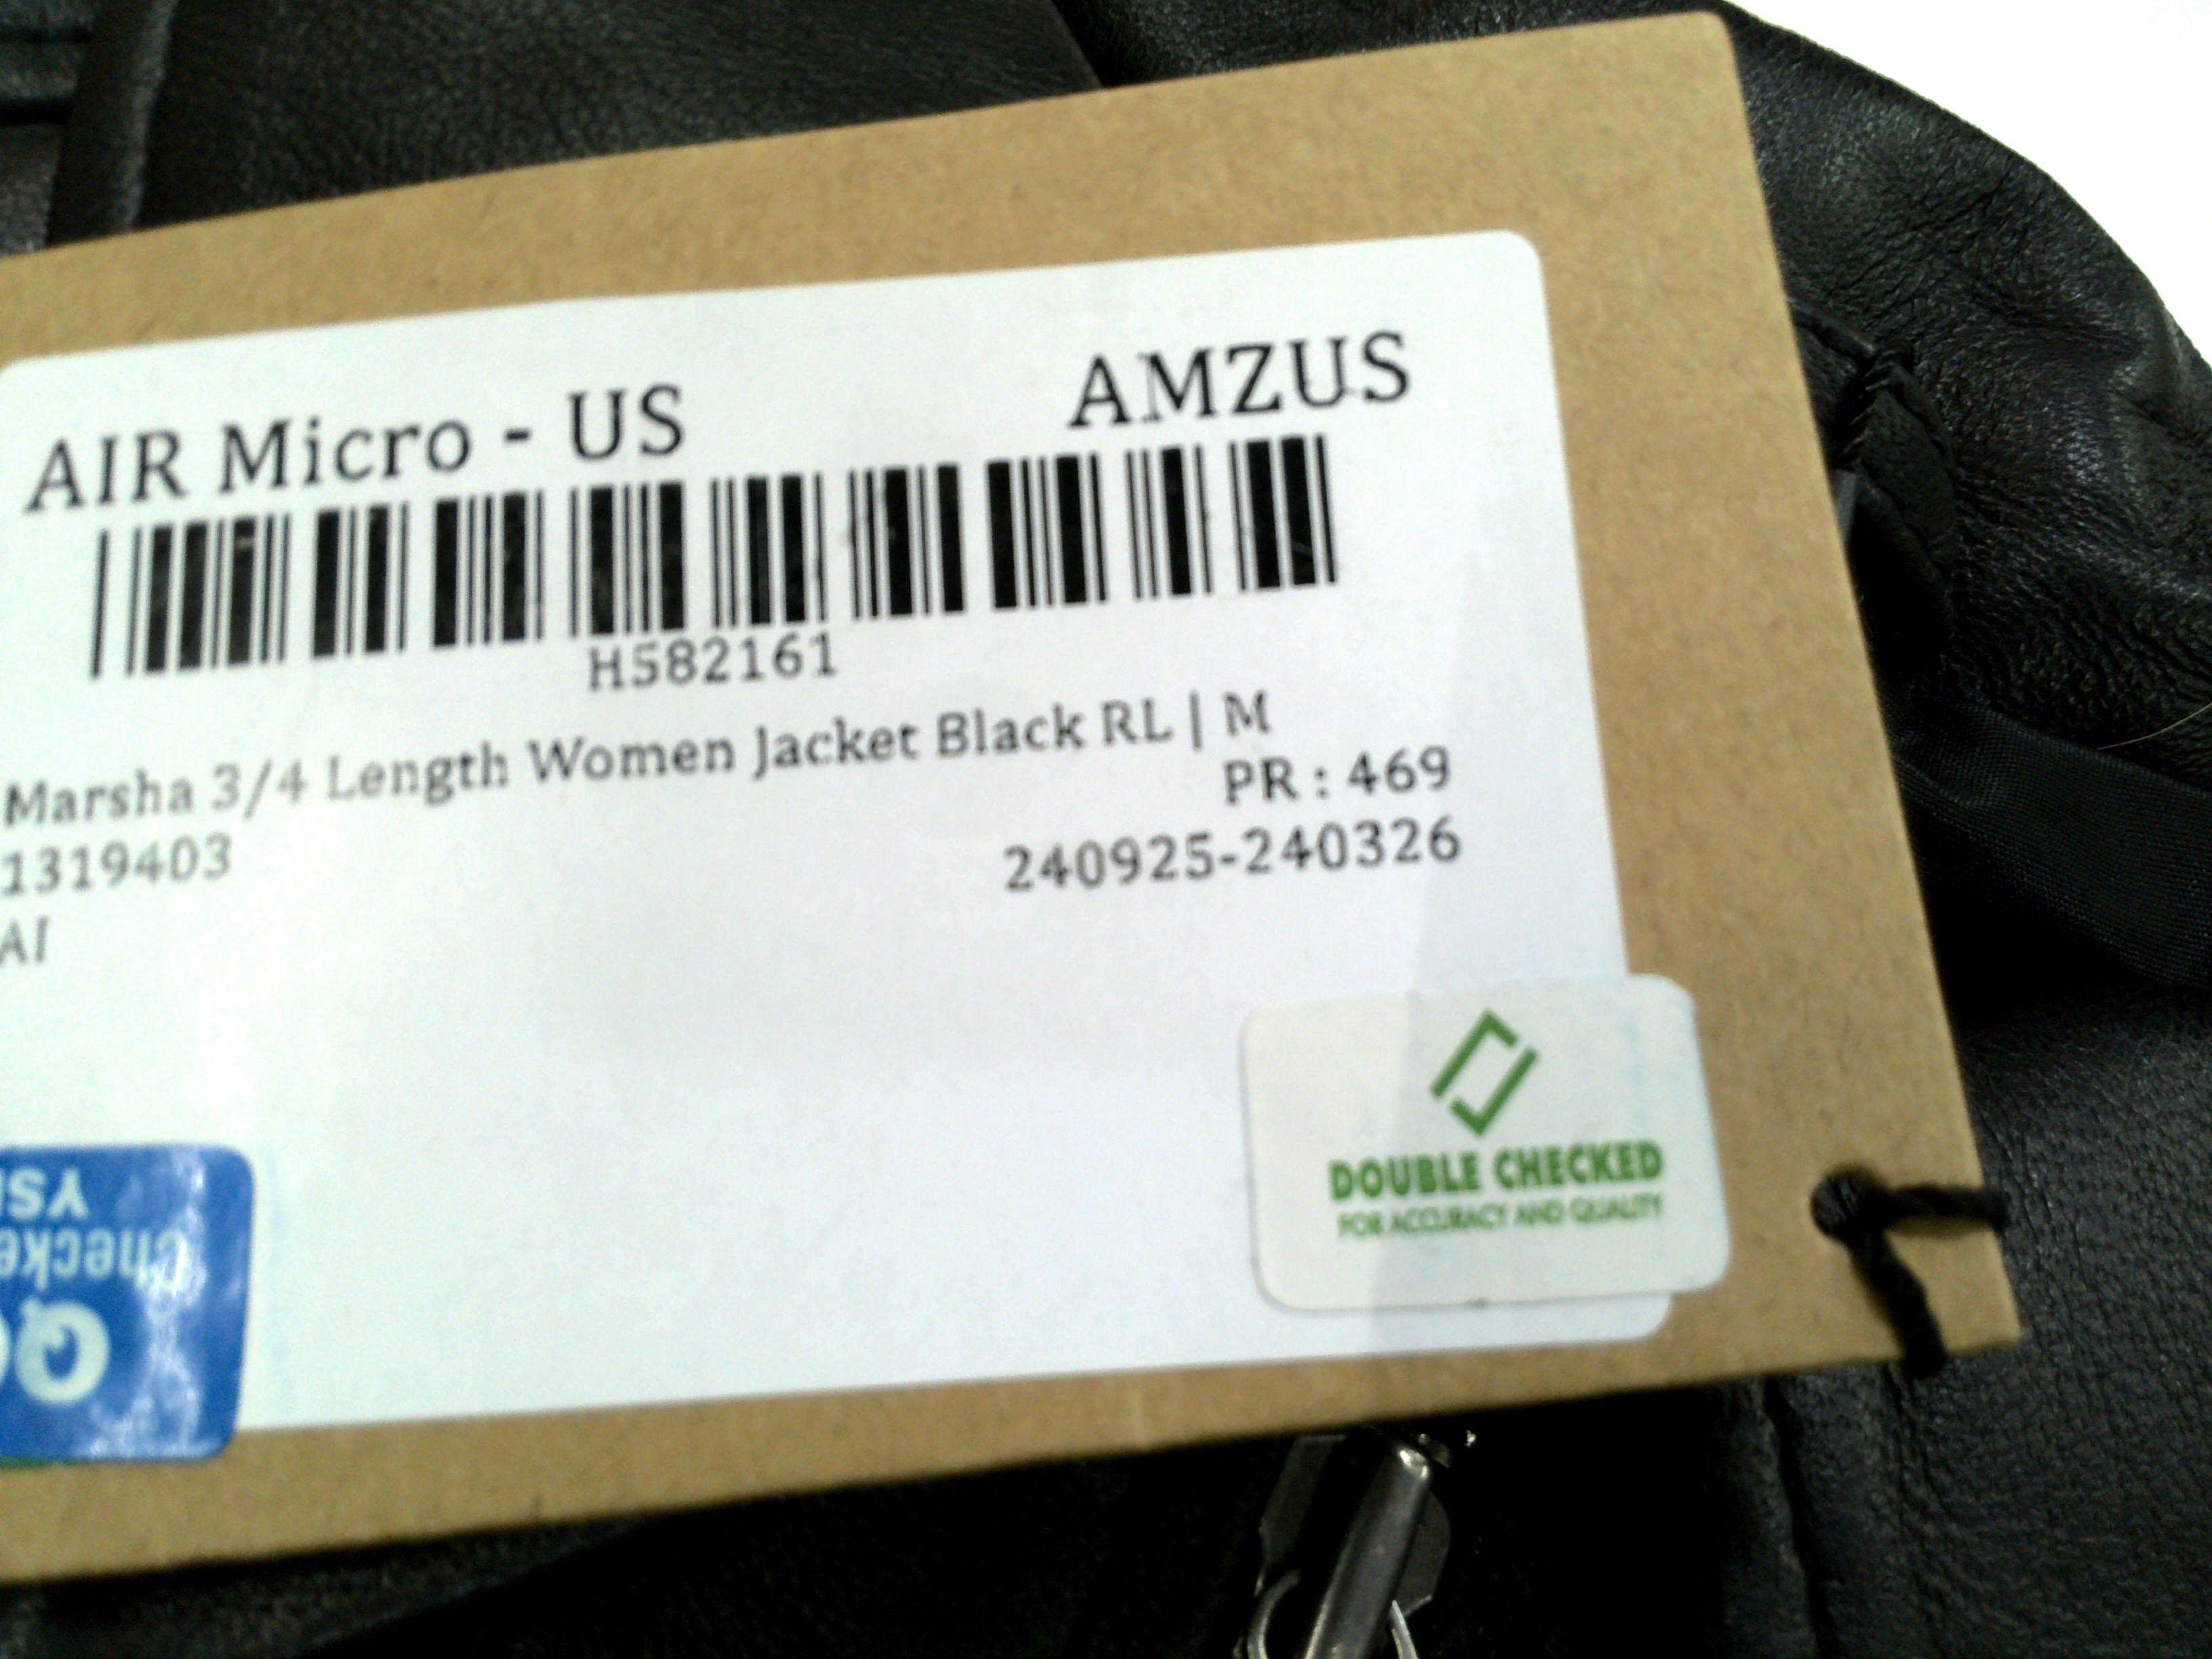 AIR Micro - US AMZUS
H582161
Marsha 3/4 Length Women Jacket Black RL | M
PR : 469
1319403 240925-240326
AI
DOUBLE CHECKED
FOR ACCURACY AND QUALITY